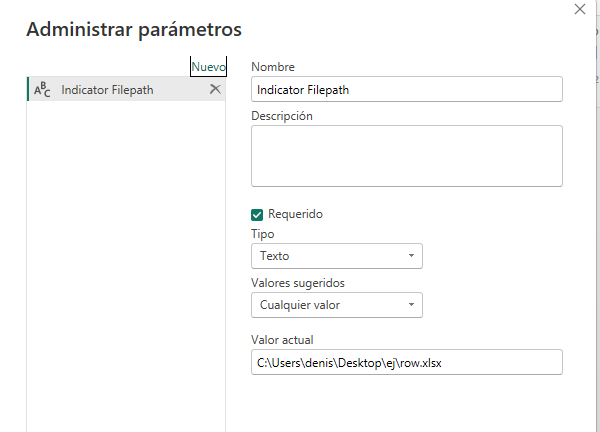 Administrar parámetros
Nuevo
ABC Indicator Filepath
Nombre
Indicator Filepath
Descripción
Requerido
Tipo
Texto
Valores sugeridos
Cualquier valor
Valor actual
C:\Users\denis\Desktop\ej\row.xlsx